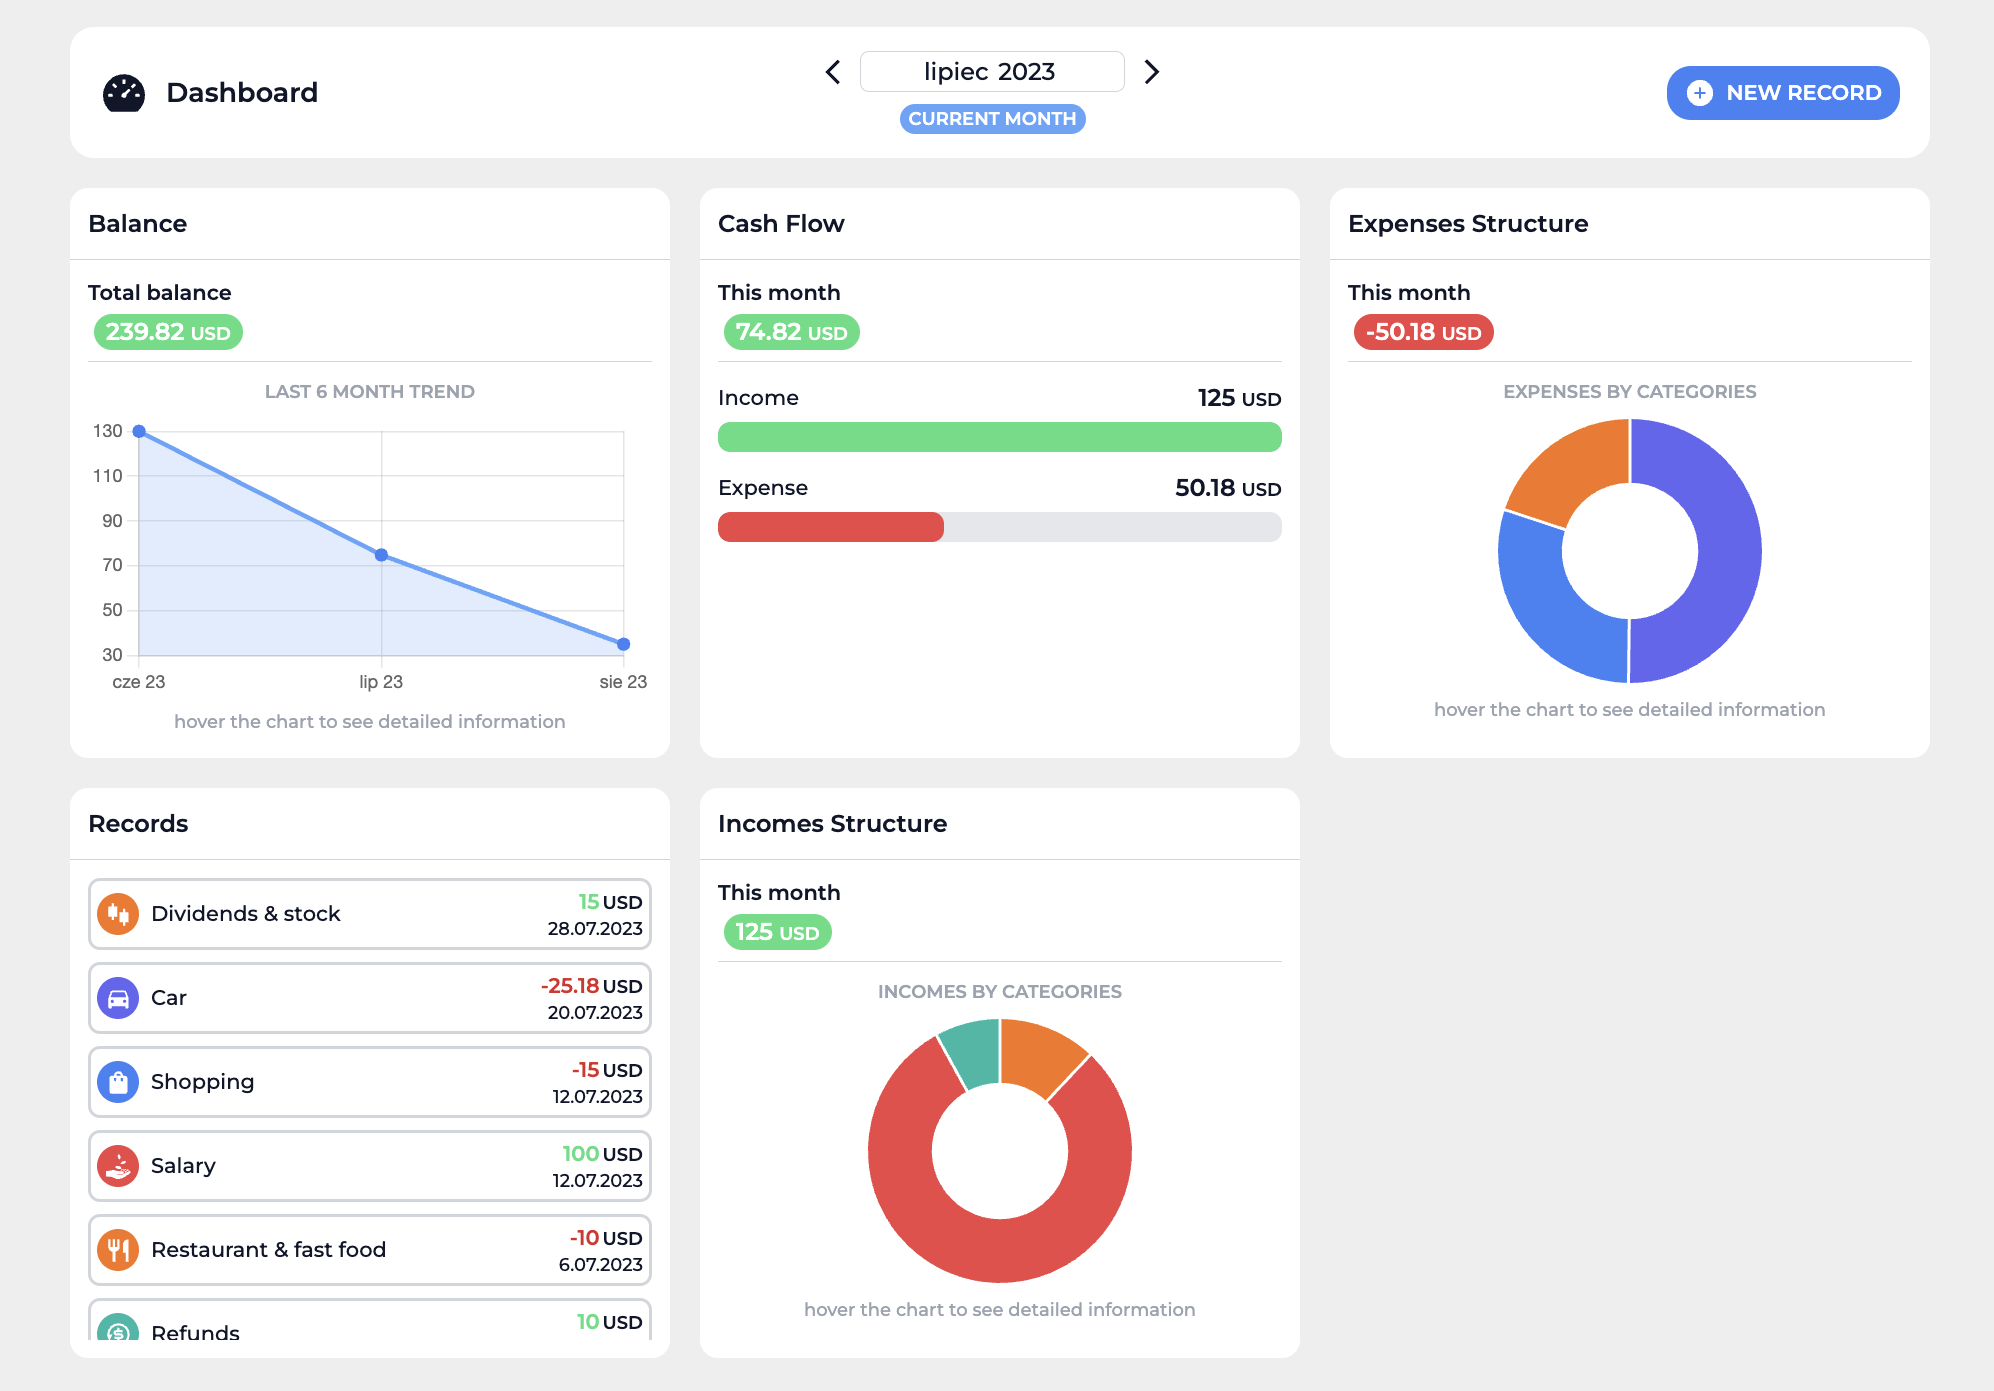 Dashboard
lipiec 2023
CURRENT MONTH
NEW RECORD
Balance
Total balance
239.82 USD
LAST 6 MONTH TREND
130
110
90
70
50
30
cze 23
lip 23
sie 23
hover the chart to see detailed information
Cash Flow
This month
74.82 USD
Income
125 USD
Expense
50.18 USD
Expenses Structure
This month
-50.18 USD
EXPENSES BY CATEGORIES
hover the chart to see detailed information
Records
Dividends & stock
15 USD
28.07.2023
Car
-25.18 USD
20.07.2023
Shopping
-15 USD
12.07.2023
Salary
100 USD
12.07.2023
Restaurant & fast food
-10 USD
6.07.2023
Refunds
10 USD
Incomes Structure
This month
125 USD
INCOMES BY CATEGORIES
hover the chart to see detailed information